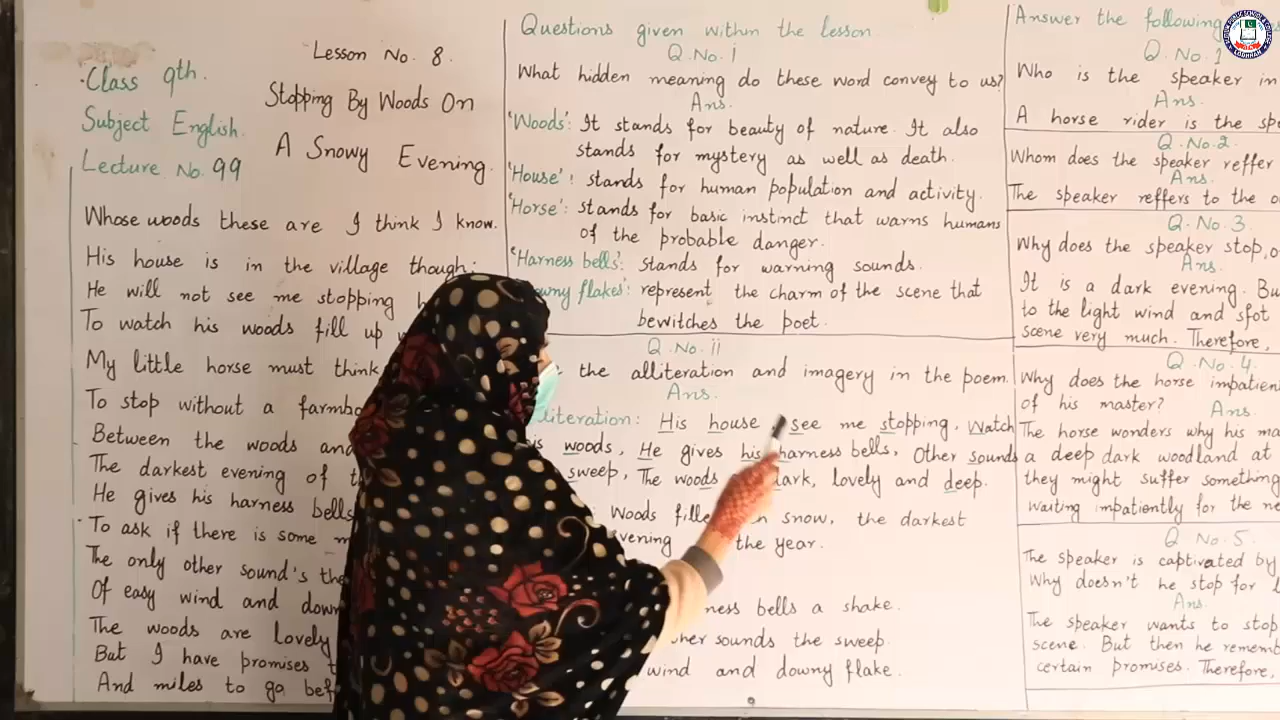 Class 9th.
Subject English.
Lecture No. 99
Lesson No. 8.
Stopping By Woods On
A Snowy Evening.
Whose woods these are I think I know.
His house is in the village though;
He will not see me stopping
To watch his woods fill up
My little horse must think
To stop without a
Between the woods and
The darkest evening of
He gives his harness bells
To ask if there is some
The only other sound's the
Of easy wind and
The woods are lovely
But I have promises
And miles to go
Questions given within the lesson
Q.No. i
What hidden meaning do these word convey to us?
Ans.
'Woods': It stands for beauty of nature. It also
stands for mystery as well as death.
'House': stands for human population and activity.
'Horse': stands for basic instinct that warns humans
of the probable danger.
'Harness bells': stands for warning sounds.
flakes': represent the charm of the scene that
bewitches the poet.
Q.No. ii
the alliteration and imagery in the poem.
Ans.
His house, see me stopping, Watch
woods, He gives his harness bells, Other sounds
sweep, The woods dark, lovely and deep.
Woods snow, the darkest
the year.
bells a shake.
sounds the sweep.
wind and downy flake.
Answer the following
Q.No. 1
Who is the speaker in
Ans.
A horse rider is the
Q.No. 2
Whom does the speaker reffer
Ans.
The speaker reffers to the
Q.No. 3
Why does the speaker stop,
Ans.
It is a dark evening. But
to the light wind and sfot
scene very much. Therefore,
Q.No. 4
Why does the horse
of his master? Ans.
The horse wonders why his
a deep dark woodland at
they might suffer something
waiting impatiently for the
Q No. 5
The speaker is captivated by
Why doesn't he stop for
Ans.
The speaker wants to stop
scene. But then he
certain promises. Therefore,